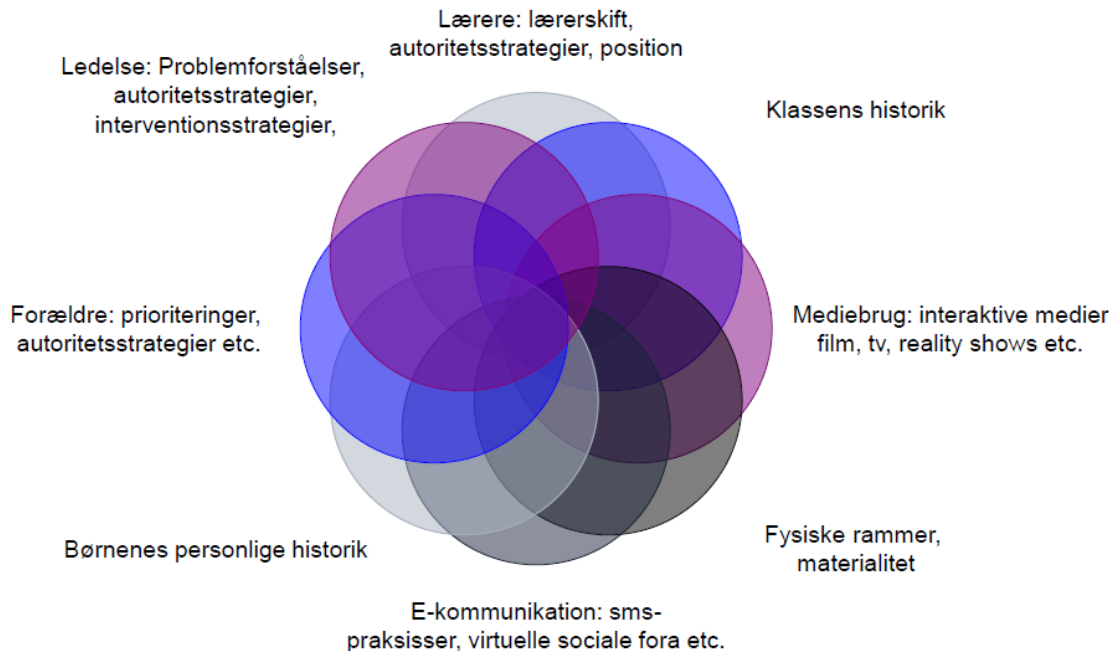 Lærere: lærerskift,
autoritetsstrategier, position
Ledelse: Problemforståelser,
autoritetsstrategier,
interventionsstrategier,
Klassens historik
Forældre: prioriteringer,
autoritetsstrategier etc.
Mediebrug: interaktive medier
film, tv, reality shows etc.
Børnenes personlige historik
Fysiske rammer,
materialitet
E-kommunikation: sms-
praksisser, virtuelle sociale fora etc.